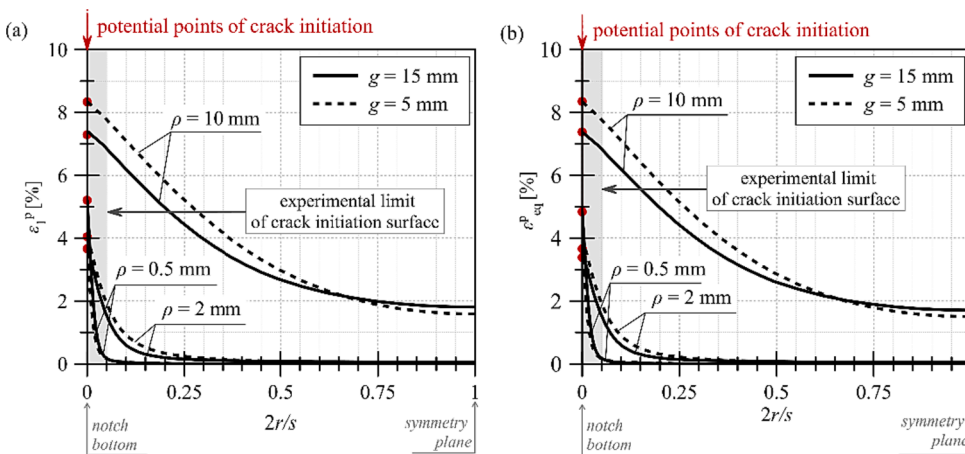 (a)
potential points of crack initiation
10
8
6
4
2
0
ε₁ᵖ [%]
g = 15 mm
g = 5 mm
ρ = 10 mm
experimental limit
of crack initiation surface
ρ = 0.5 mm
ρ = 2 mm
0
0.25
0.5
0.75
1
2r/s
notch
bottom
symmetry
plane
(b)
potential points of crack initiation
10
8
6
4
2
0
εᵖeq [%]
g = 15 mm
g = 5 mm
ρ = 10 mm
experimental limit
of crack initiation surface
ρ = 0.5 mm
ρ = 2 mm
0
0.25
0.5
0.75
2r/s
notch
bottom
symmetry
plane